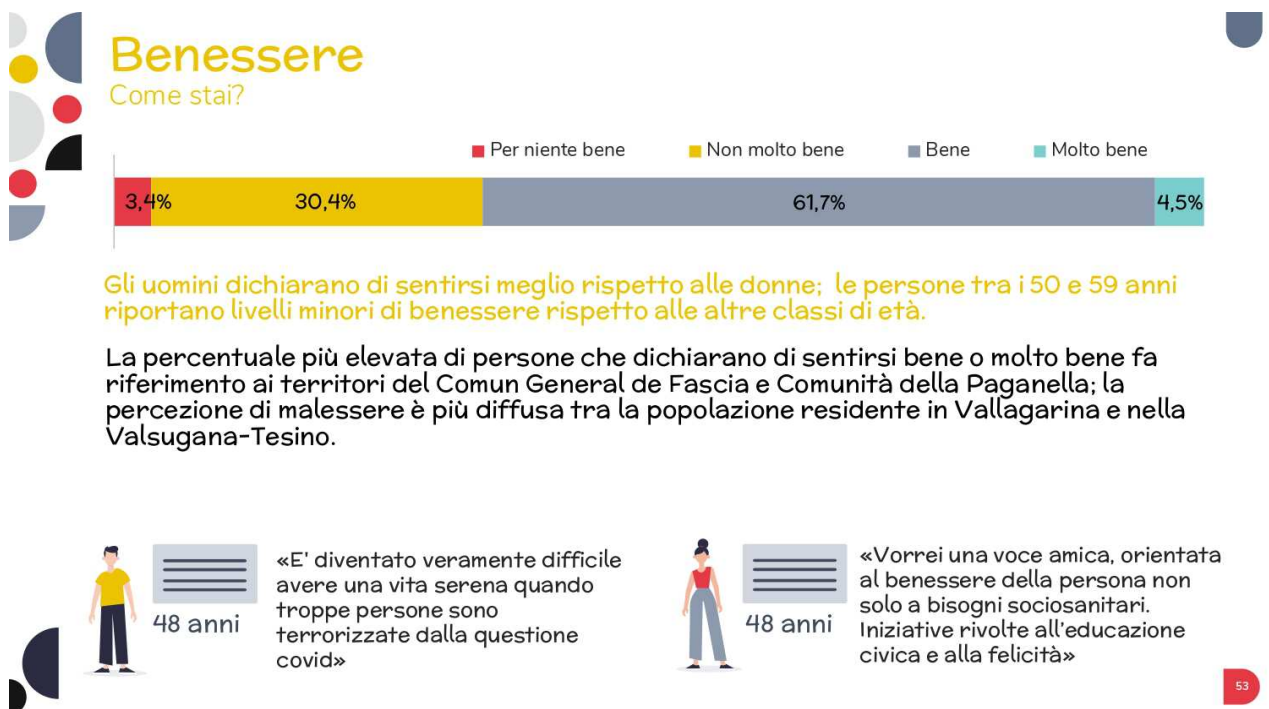 Benessere
Come stai?
Per niente bene Non molto bene Bene Molto bene
3,4% 30,4% 61,7% 4,5%
Gli uomini dichiarano di sentirsi meglio rispetto alle donne; le persone tra i 50 e 59 anni
riportano livelli minori di benessere rispetto alle altre classi di età.
La percentuale più elevata di persone che dichiarano di sentirsi bene o molto bene fa
riferimento ai territori del Comun General de Fascia e Comunità della Paganella; la
percezione di malessere è più diffusa tra la popolazione residente in Vallagarina e nella
Valsugana-Tesino.
48 anni
«E' diventato veramente difficile
avere una vita serena quando
troppe persone sono
terrorizzate dalla questione
covid»
48 anni
«Vorrei una voce amica, orientata
al benessere della persona non
solo a bisogni sociosanitari.
Iniziative rivolte all'educazione
civica e alla felicità»
53